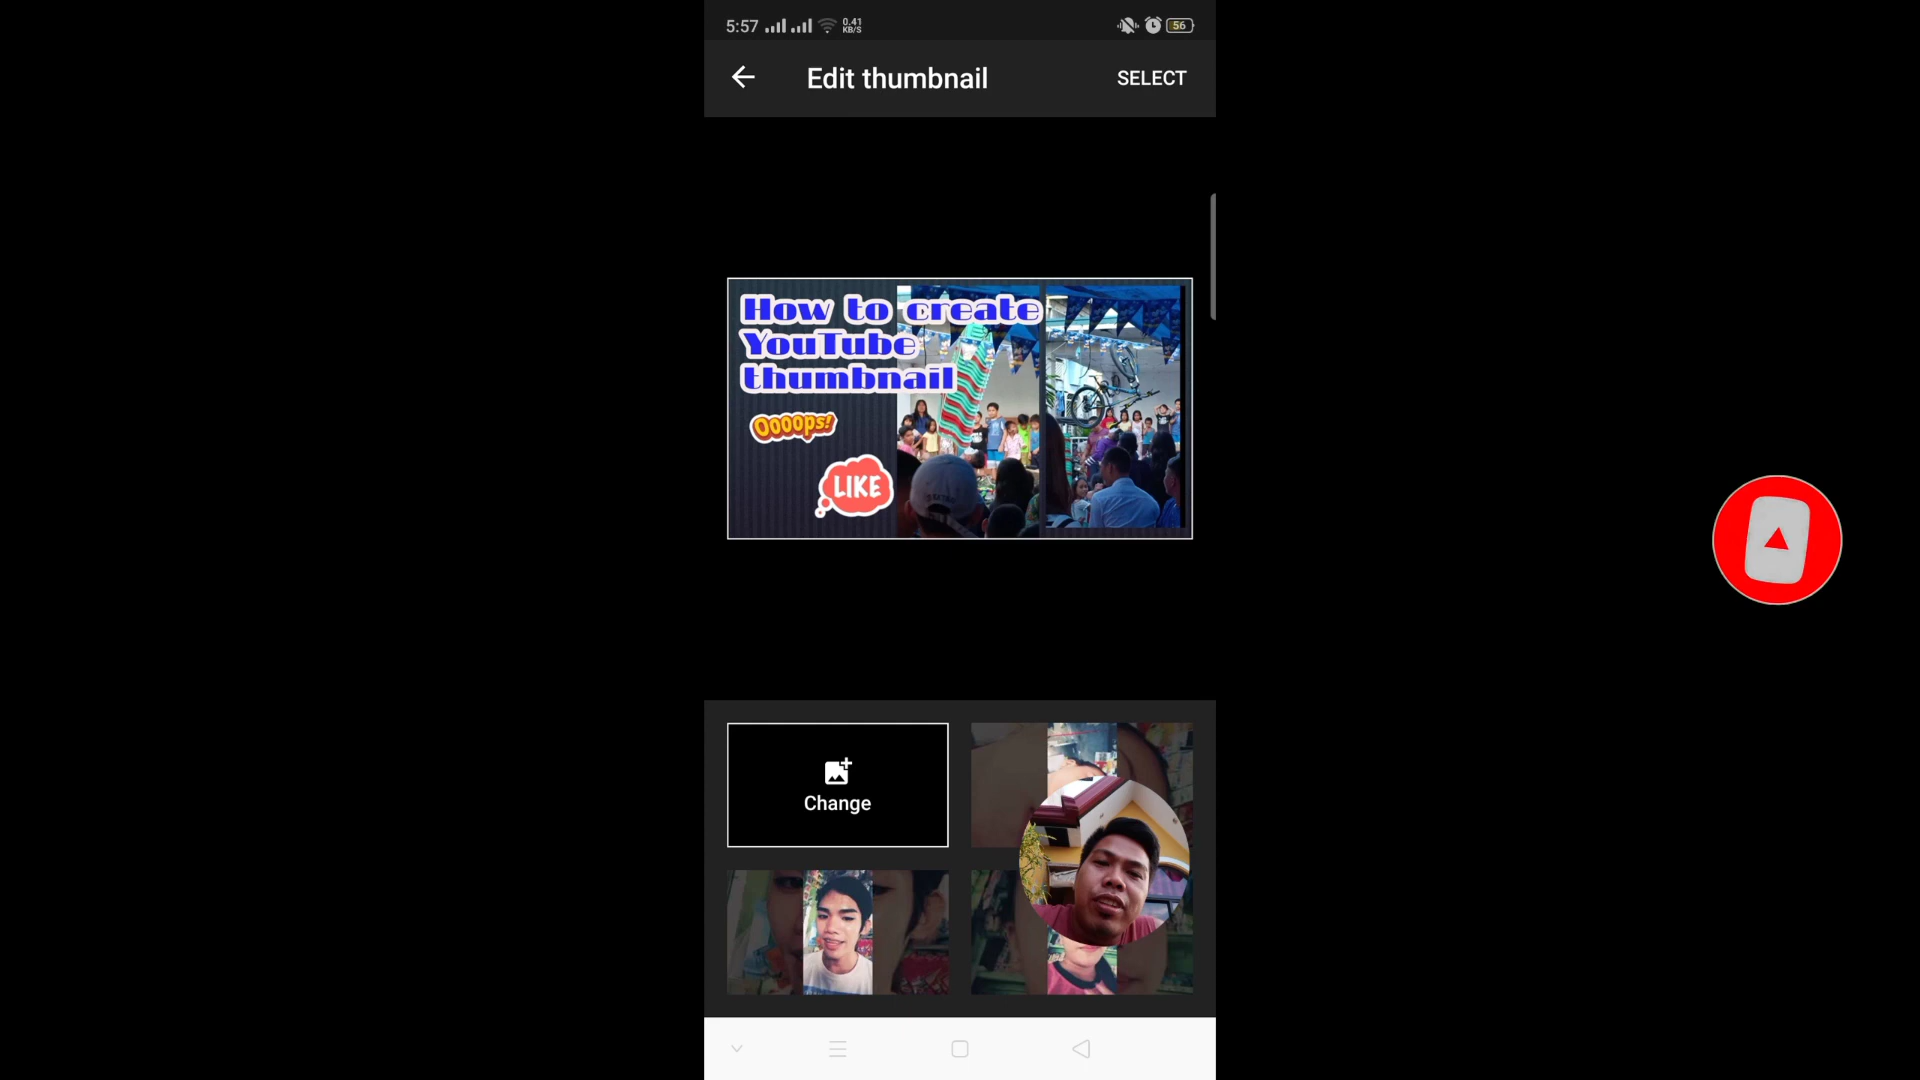 5:57
0.41
KB/S
56
Edit thumbnail
SELECT
How to create
YouTube
thumbnail
Oooops!
LIKE
Change